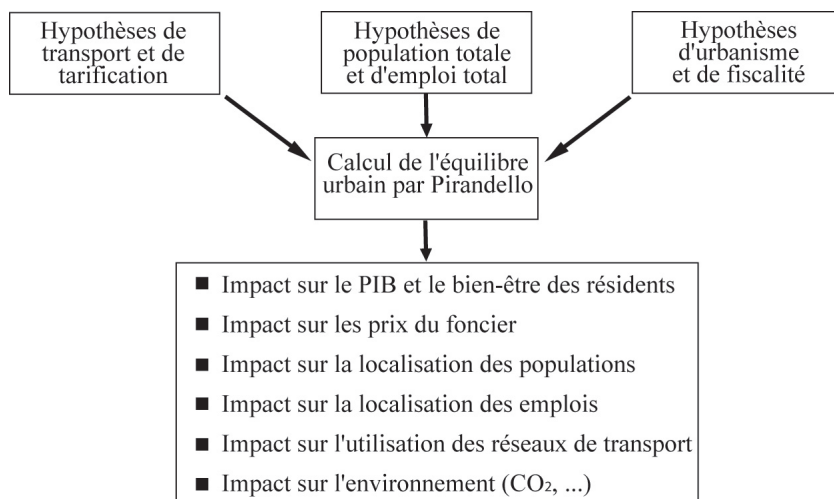 Hypothèses de
transport et de
tarification
Hypothèses de
population totale
et d'emploi total
Hypothèses
d'urbanisme
et de fiscalité
Calcul de l'équilibre
urbain par Pirandello
■ Impact sur le PIB et le bien-être des résidents
■ Impact sur les prix du foncier
■ Impact sur la localisation des populations
■ Impact sur la localisation des emplois
■ Impact sur l'utilisation des réseaux de transport
■ Impact sur l'environnement (CO₂, ...)